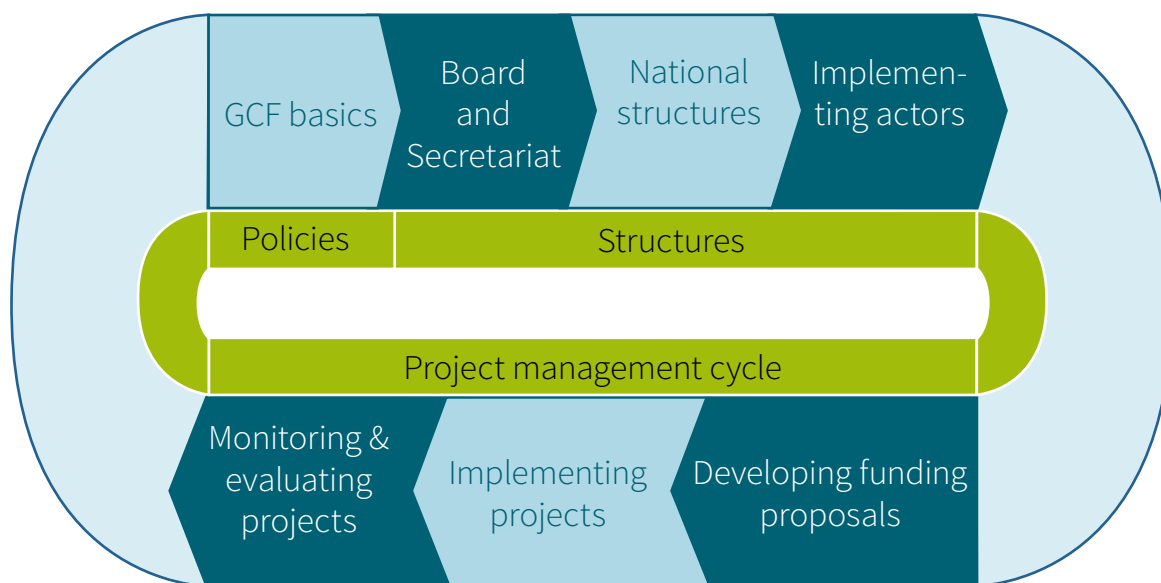 GCF basics
Board
and
Secretariat
National
structures
Implemen-
ting actors
Policies
Structures
Project management cycle
Monitoring &
evaluating
projects
Implementing
projects
Developing funding
proposals